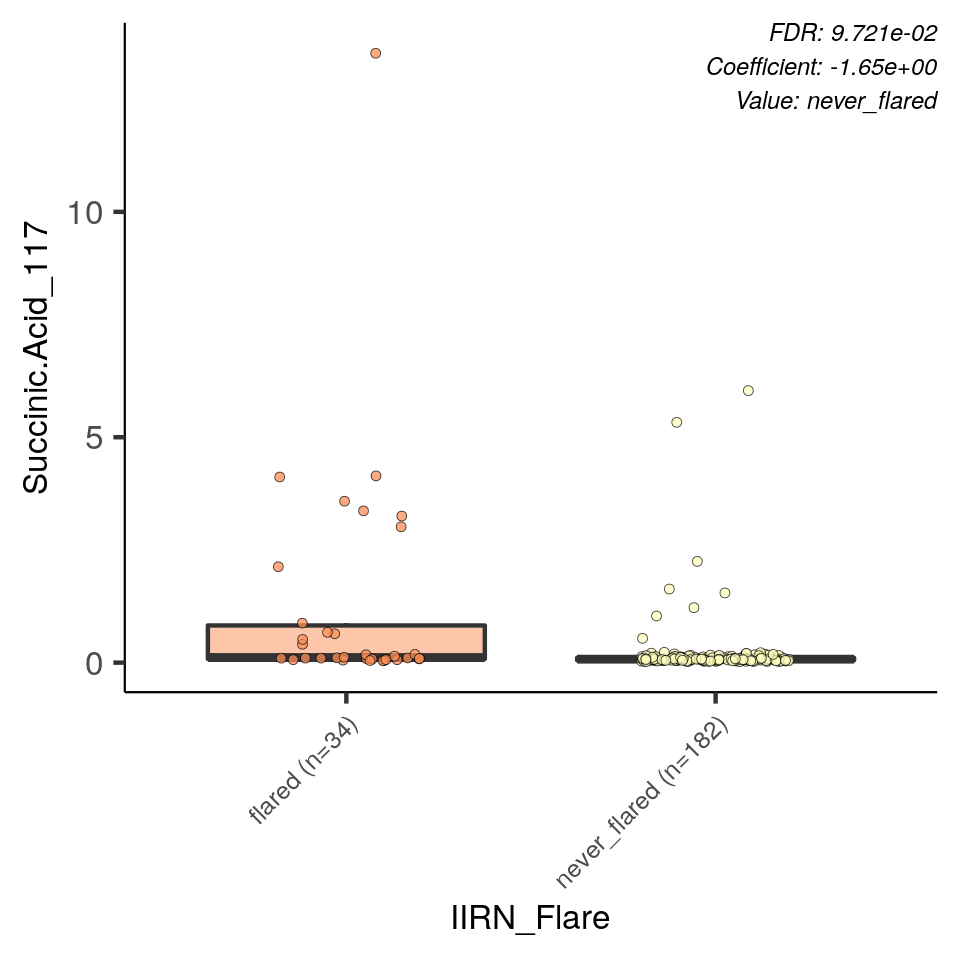 FDR: 9.721e-02
Coefficient: -1.65e+00
Value: never_flared
Succinic.Acid_117
10
5
0
flared (n=34)
never_flared (n=182)
IIRN_Flare